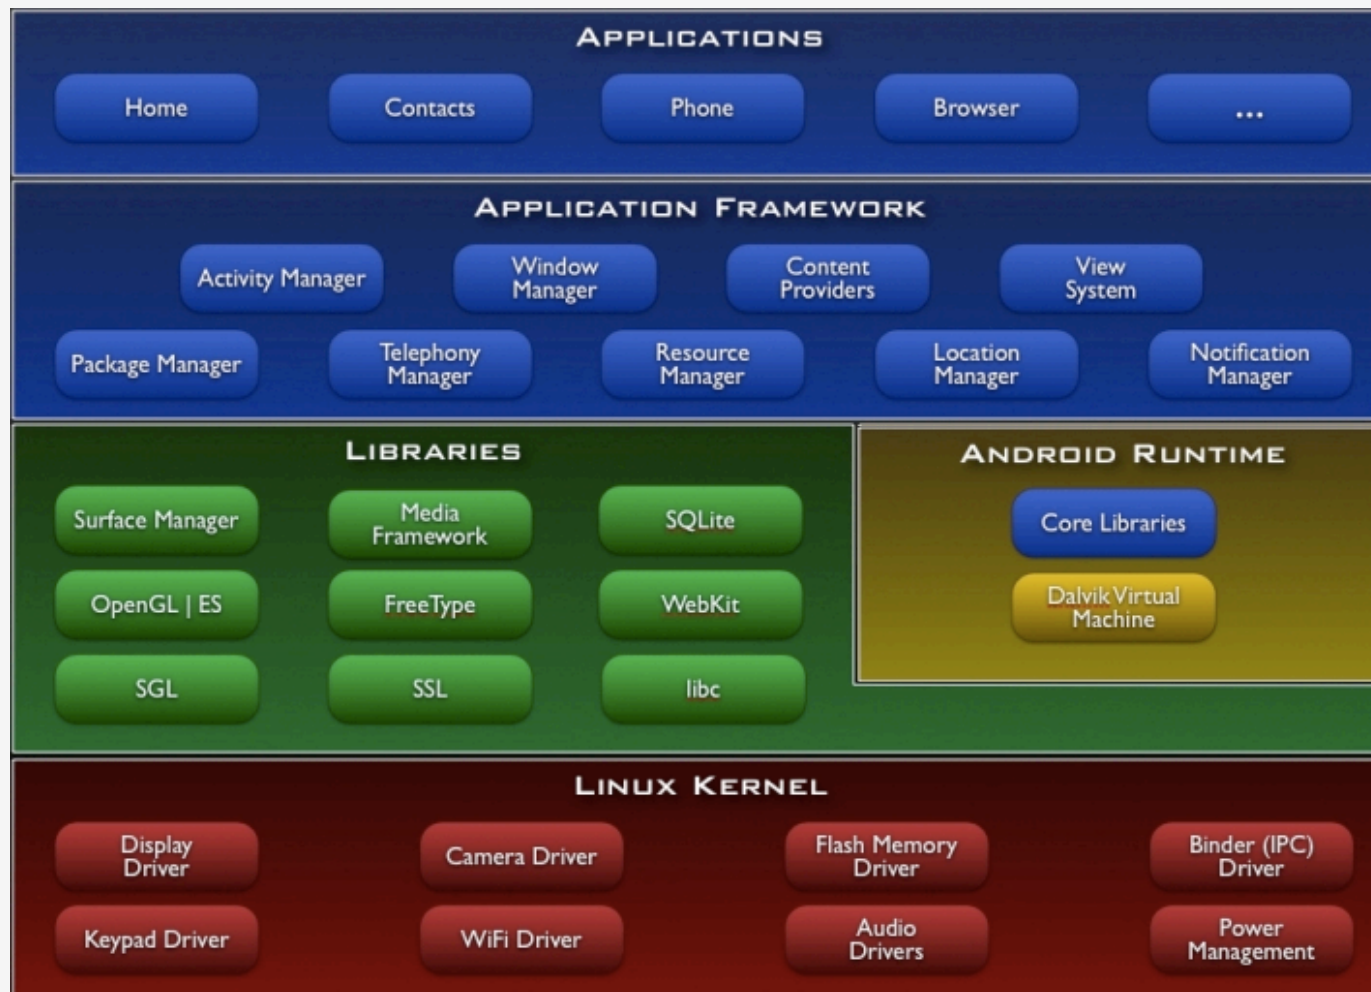 APPLICATIONS
Home
Contacts
Phone
Browser
...
APPLICATION FRAMEWORK
Activity Manager
Window
Manager
Content
Providers
View
System
Package Manager
Telephony
Manager
Resource
Manager
Location
Manager
Notification
Manager
LIBRARIES
Surface Manager
Media
Framework
SQLite
OpenGL | ES
FreeType
WebKit
SGL
SSL
libc
ANDROID RUNTIME
Core Libraries
Dalvik Virtual
Machine
LINUX KERNEL
Display
Driver
Camera Driver
Flash Memory
Driver
Binder (IPC)
Driver
Keypad Driver
WiFi Driver
Audio
Drivers
Power
Management